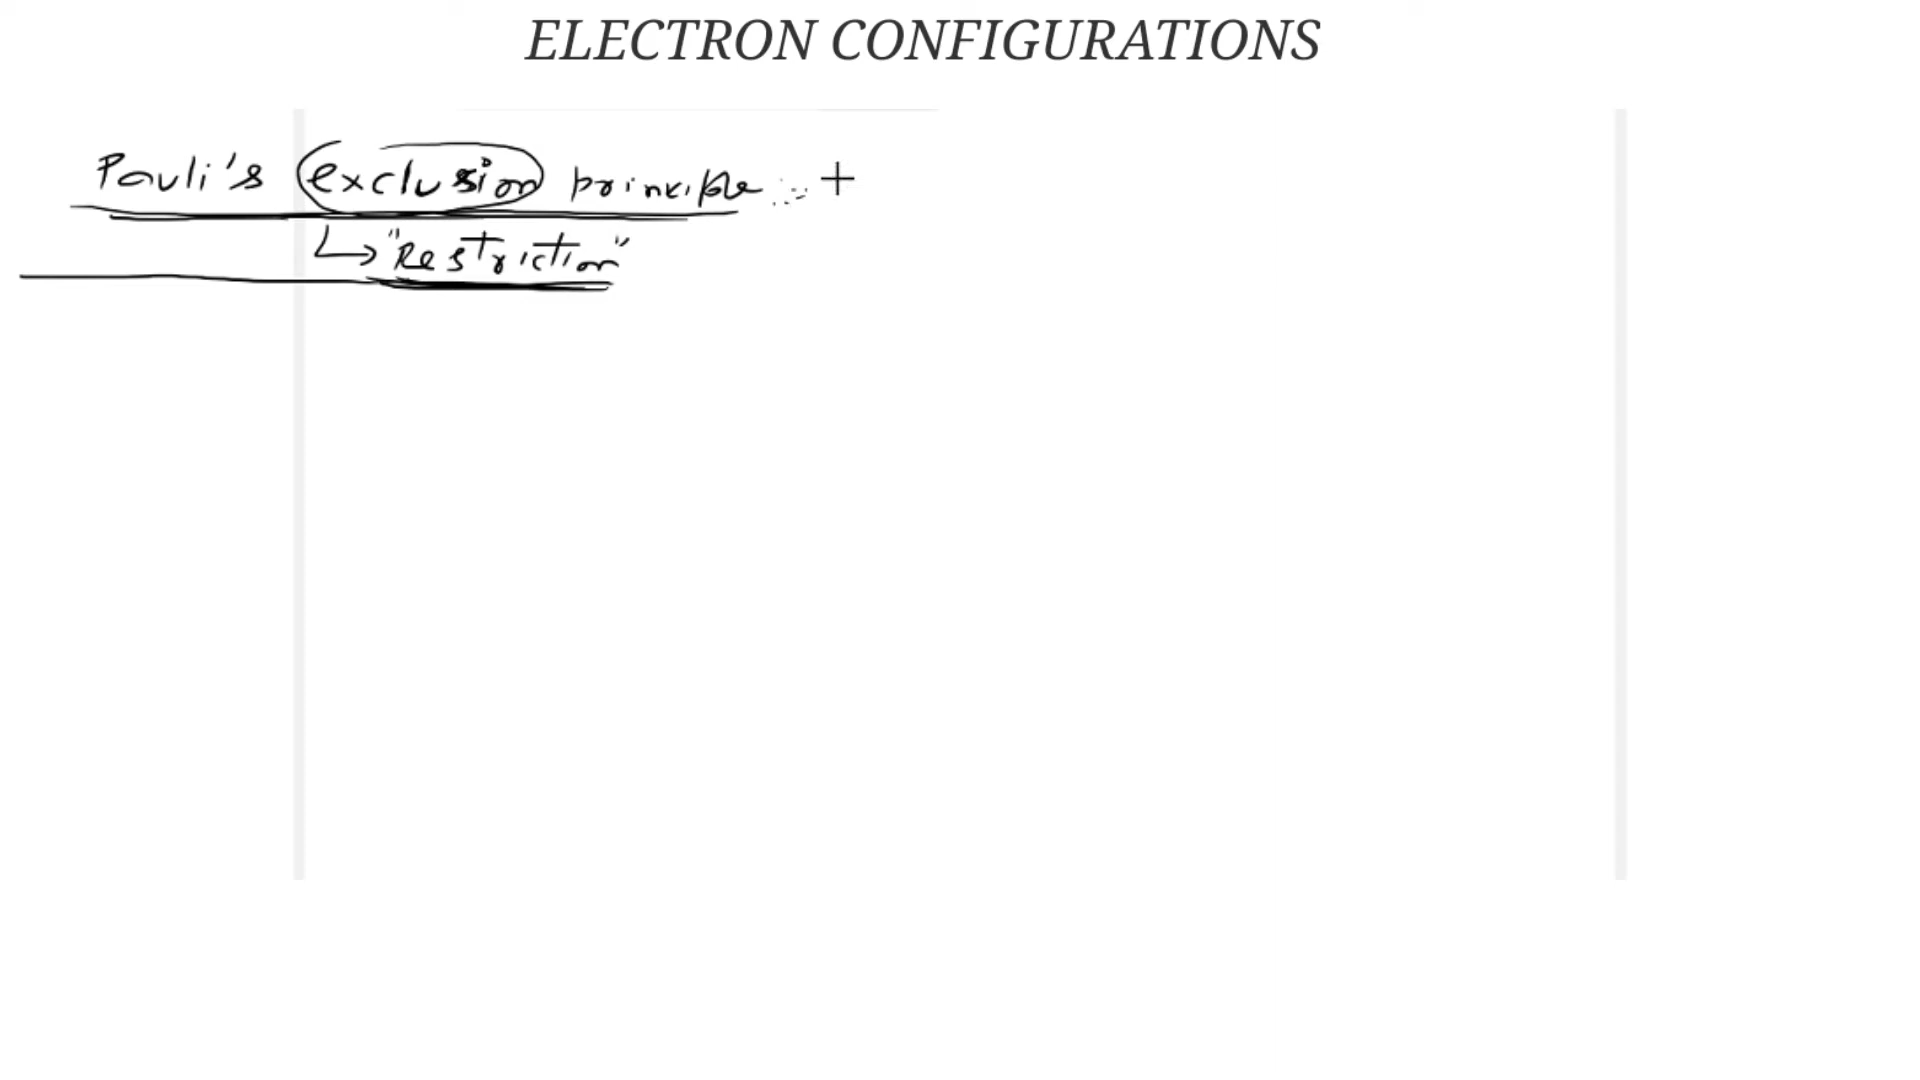 ELECTRON CONFIGURATIONS
Pauli's exclusion principle :-
↳ "Restriction"